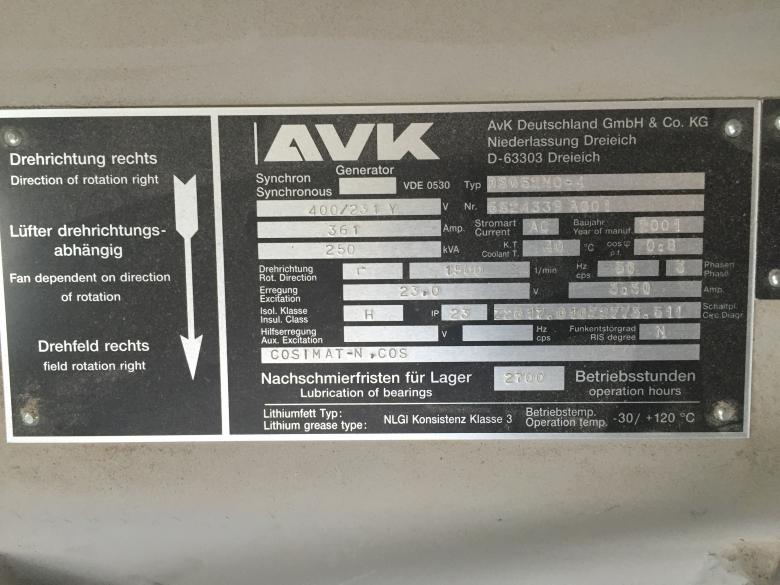 Drehrichtung rechts
Direction of rotation right
Lüfter drehrichtungs-
abhängig
Fan dependent on direction
of rotation
Drehfeld rechts
field rotation right
AVK
AvK Deutschland GmbH & Co. KG
Niederlassung Dreieich
D-63303 Dreieich
Synchron
Synchronous
Generator
VDE 0530 Typ
400/231 Y V Nr.
361 Amp. Stromart
Current AC Baujahr
Year of manuf. 2001
250 kVA K.T
Coolant T. 40 °C cos φ
p.f. 0,8
Drehrichtung
Rot. Direction 1500 1/min Hz
cps 50 3 Phasen
Phase
Erregung
Excitation 23,0 V 3,30 Amp.
Isol. Klasse
Insul. Class H IP 23 Schaltpl.
Circ. Diagr.
Hilfserregung
Aux. Excitation V Hz
cps Funkentstörgrad
RIS degree N
COSIMAT-N,COS
Nachschmierfristen für Lager 2700 Betriebsstunden
Lubrication of bearings operation hours
Lithiumfett Typ:
Lithium grease type: NLGI Konsistenz Klasse 3 Betriebstemp.
Operation temp. -30/ +120 °C